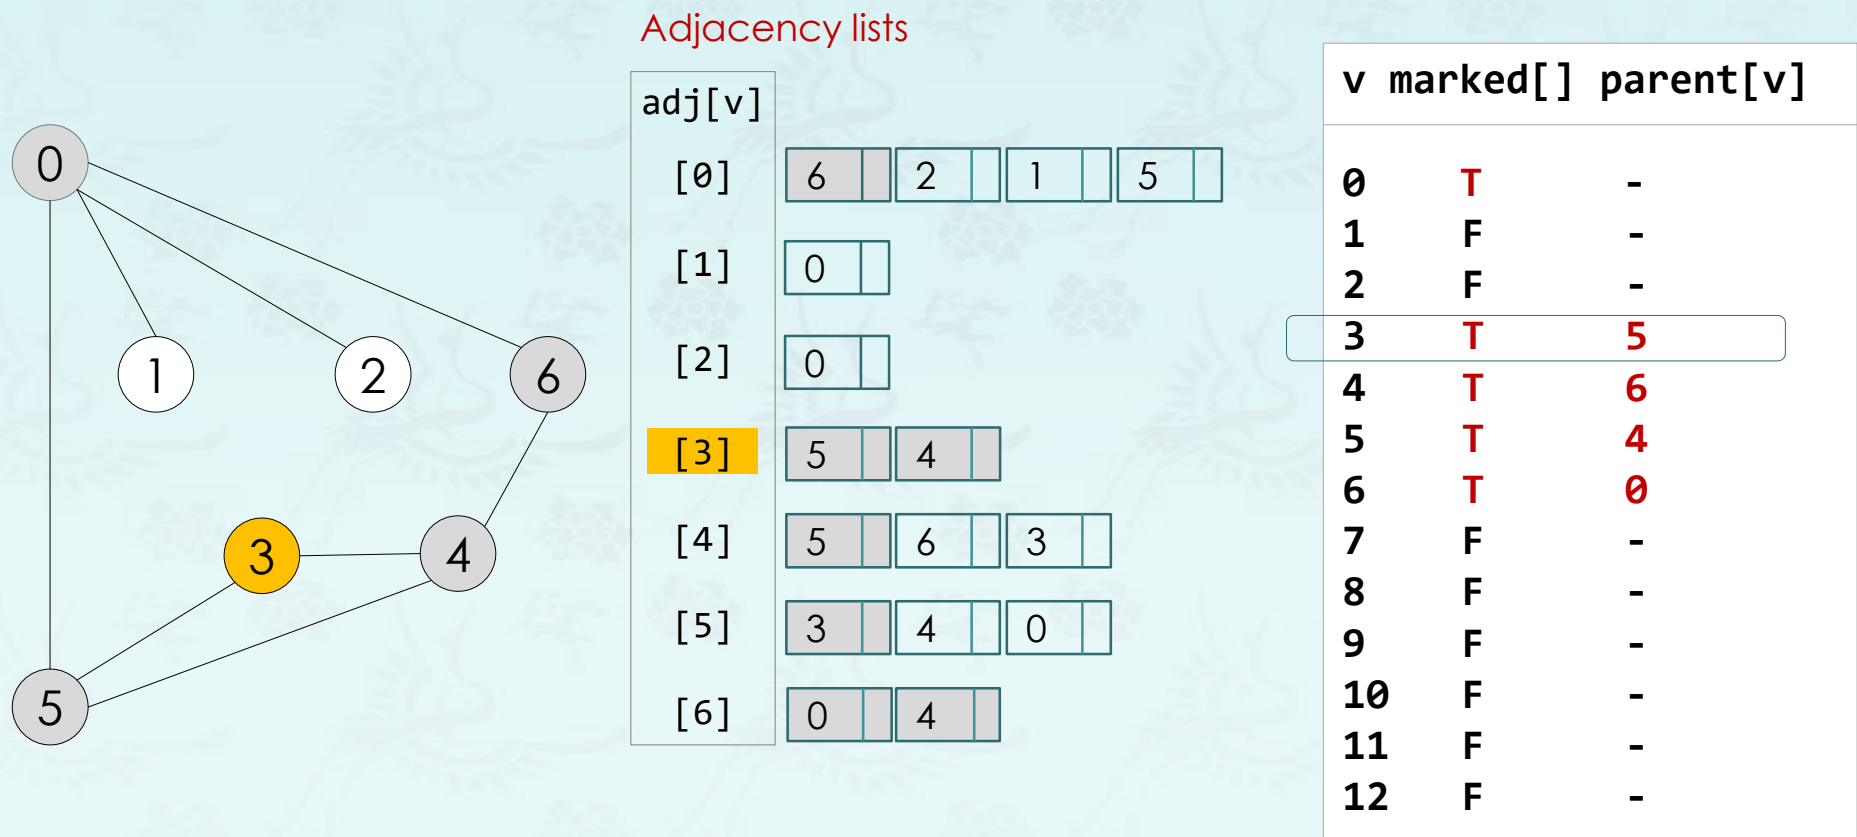 Adjacency lists
adj[v]
[0] 6 2 1 5
[1] 0
[2] 0
[3] 5 4
[4] 5 6 3
[5] 3 4 0
[6] 0 4
0
1 2 6
3 4
5
v marked[] parent[v]
0 T -
1 F -
2 F -
3 T 5
4 T 6
5 T 4
6 T 0
7 F -
8 F -
9 F -
10 F -
11 F -
12 F -